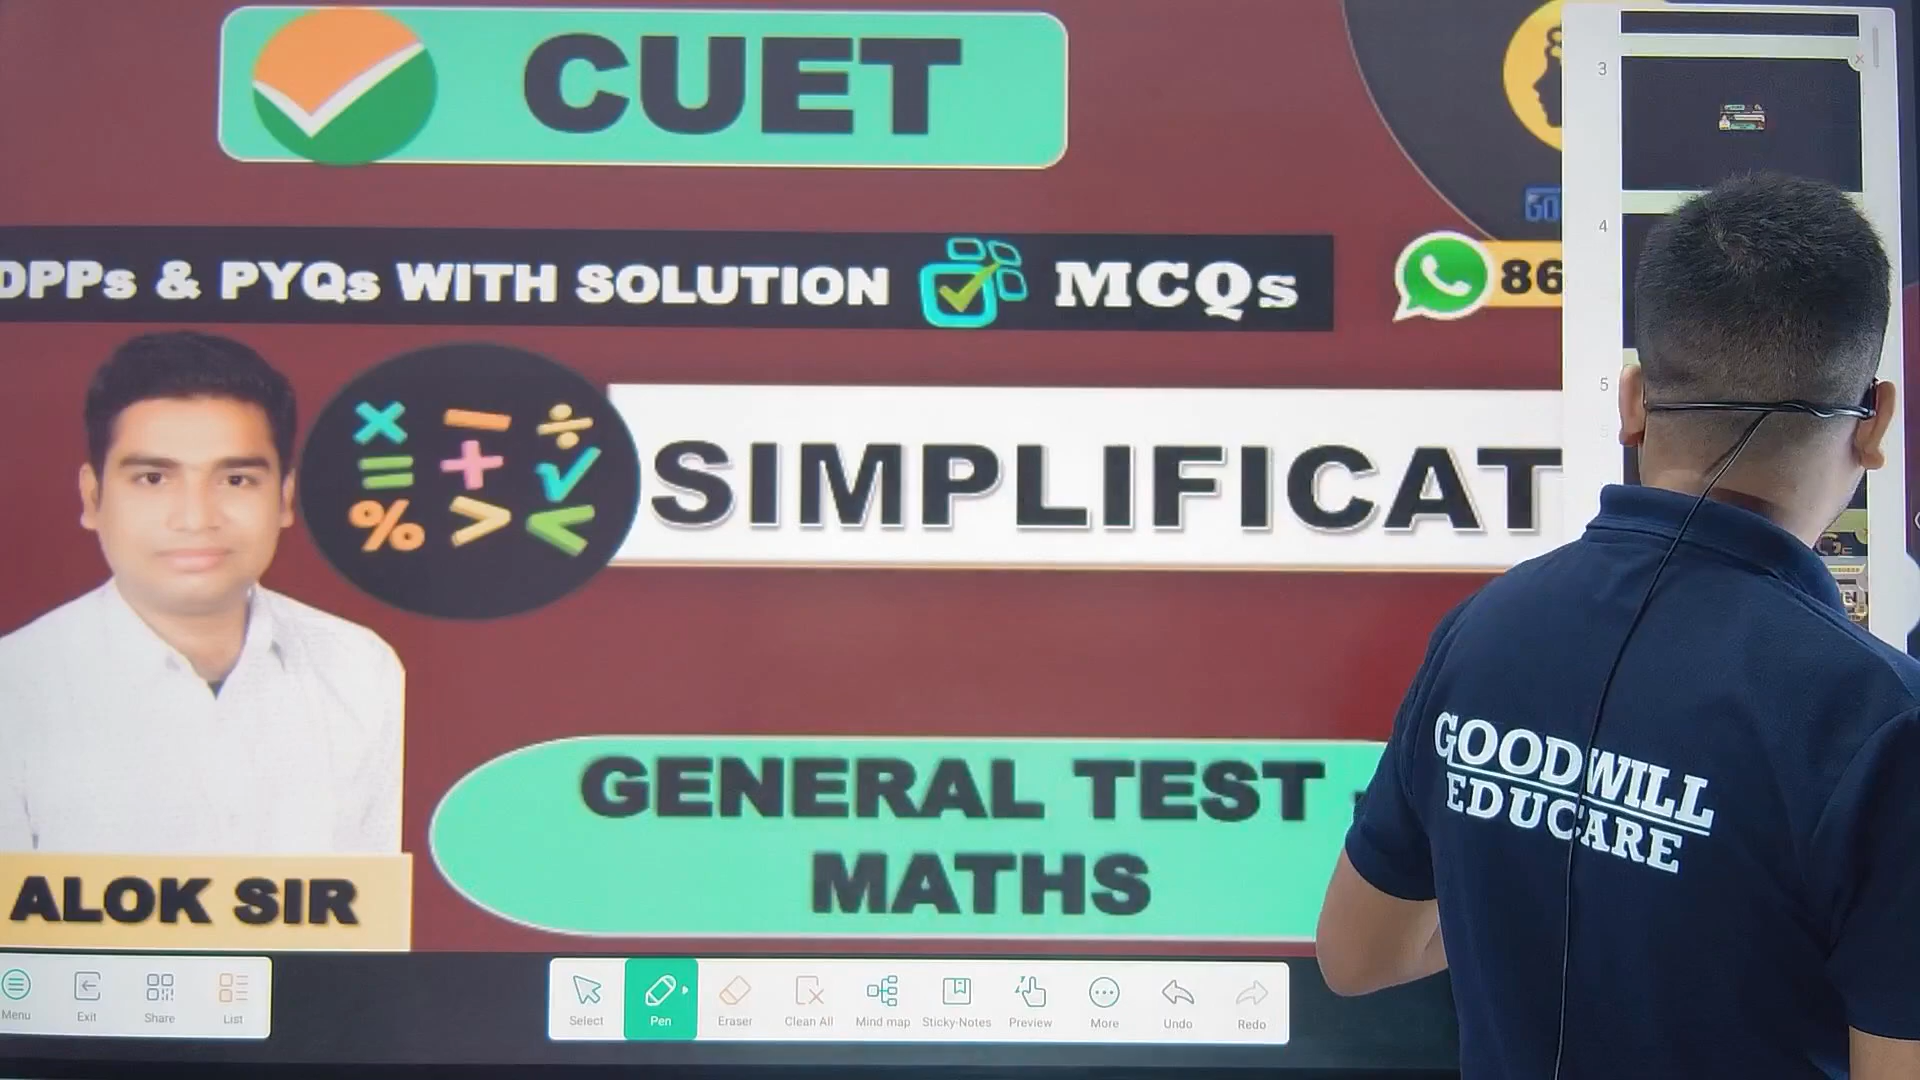 CUET
3
4
5
DPPs & PYQs WITH SOLUTION
MCQs
86
SIMPLIFICAT
GENERAL TEST
MATHS
ALOK SIR
GOODWILL
EDUCARE
Menu
Exit
Share
List
Select
Pen
Eraser
Clean All
Mind map
Sticky-Notes
Preview
More
Undo
Redo